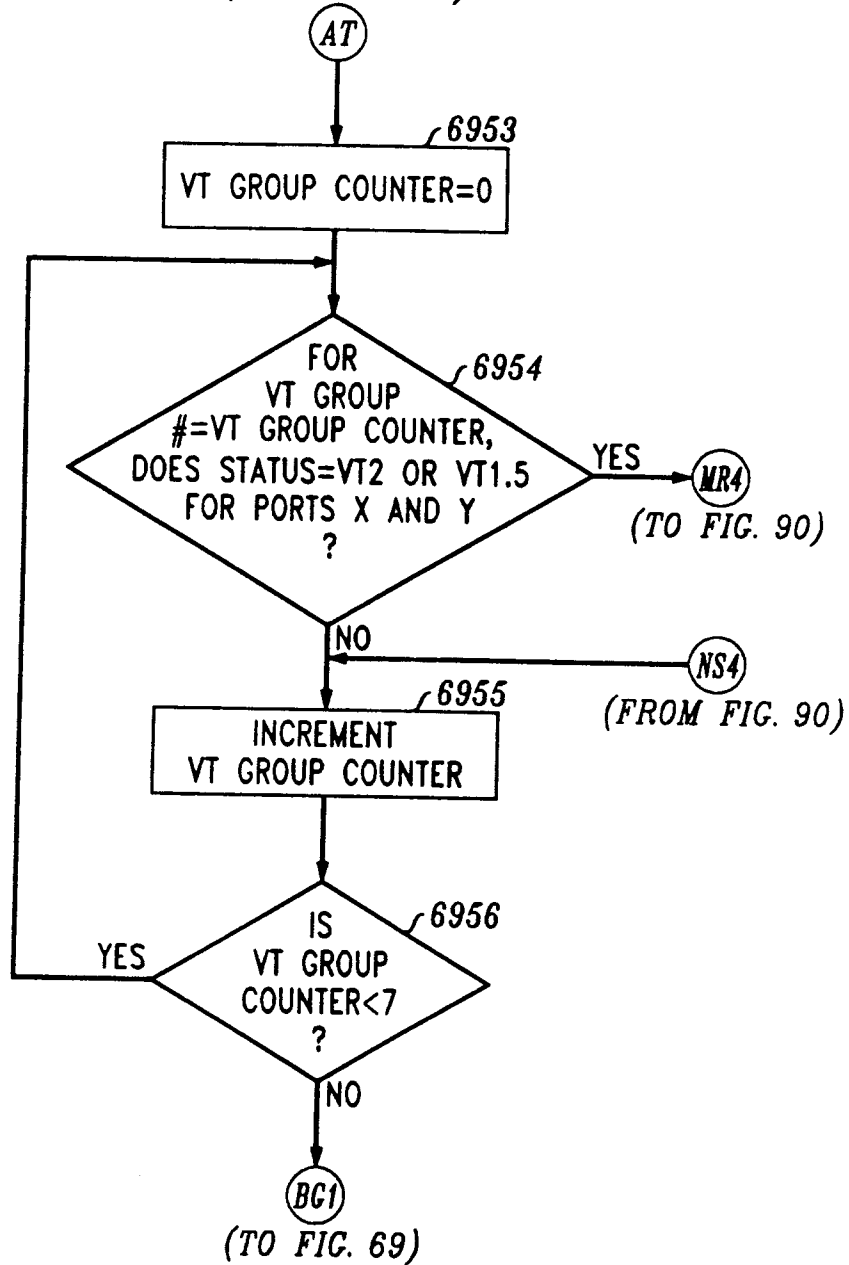 AT
6953
VT GROUP COUNTER=0
6954
FOR
VT GROUP
#=VT GROUP COUNTER,
DOES STATUS=VT2 OR VT1.5
FOR PORTS X AND Y
?
YES
MR4
(TO FIG. 90)
NO
NS4
(FROM FIG. 90)
6955
INCREMENT
VT GROUP COUNTER
6956
IS
VT GROUP
COUNTER<7
?
YES
NO
BG1
(TO FIG. 69)